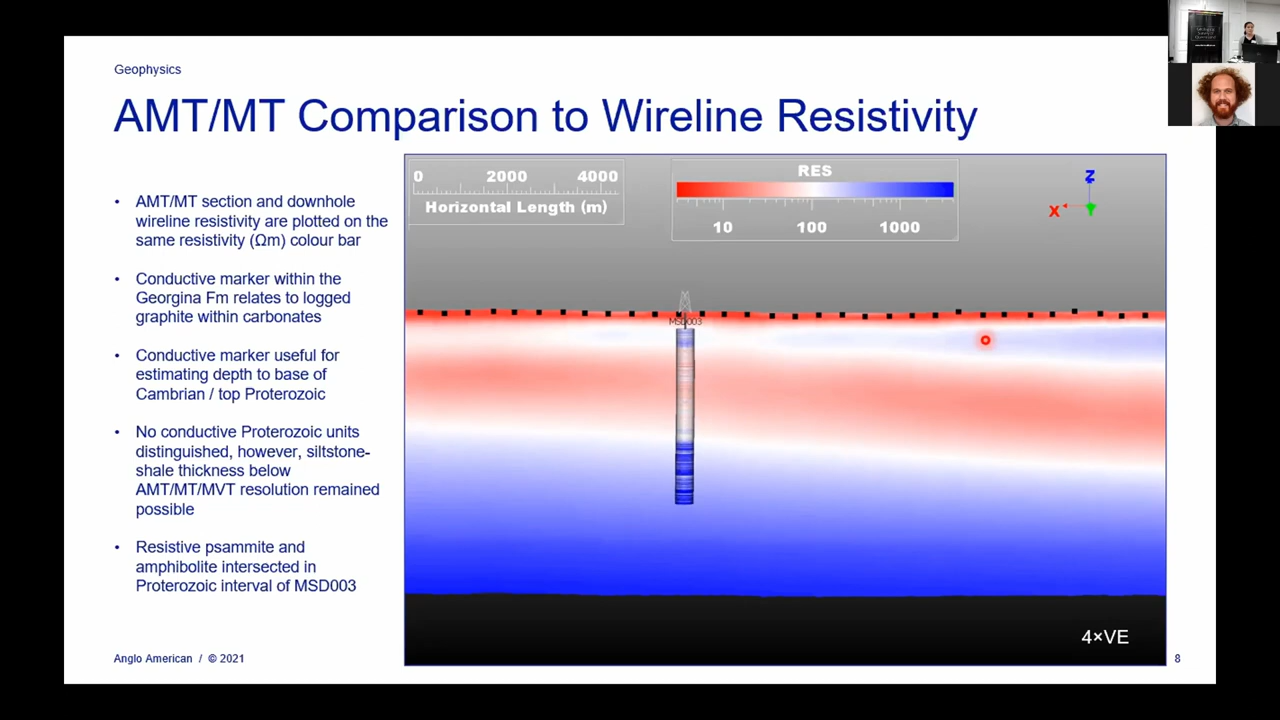 Geophysics
AMT/MT Comparison to Wireline Resistivity
• AMT/MT section and downhole
wireline resistivity are plotted on the
same resistivity (Ωm) colour bar
• Conductive marker within the
Georgina Fm relates to logged
graphite within carbonates
• Conductive marker useful for
estimating depth to base of
Cambrian / top Proterozoic
• No conductive Proterozoic units
distinguished, however, siltstone-
shale thickness below
AMT/MT/MVT resolution remained
possible
• Resistive psammite and
amphibolite intersected in
Proterozoic interval of MSD003
0 2000 4000
Horizontal Length (m)
RES
10 100 1000
Z
X
Y
MSD003
4×VE
Anglo American / © 2021
8